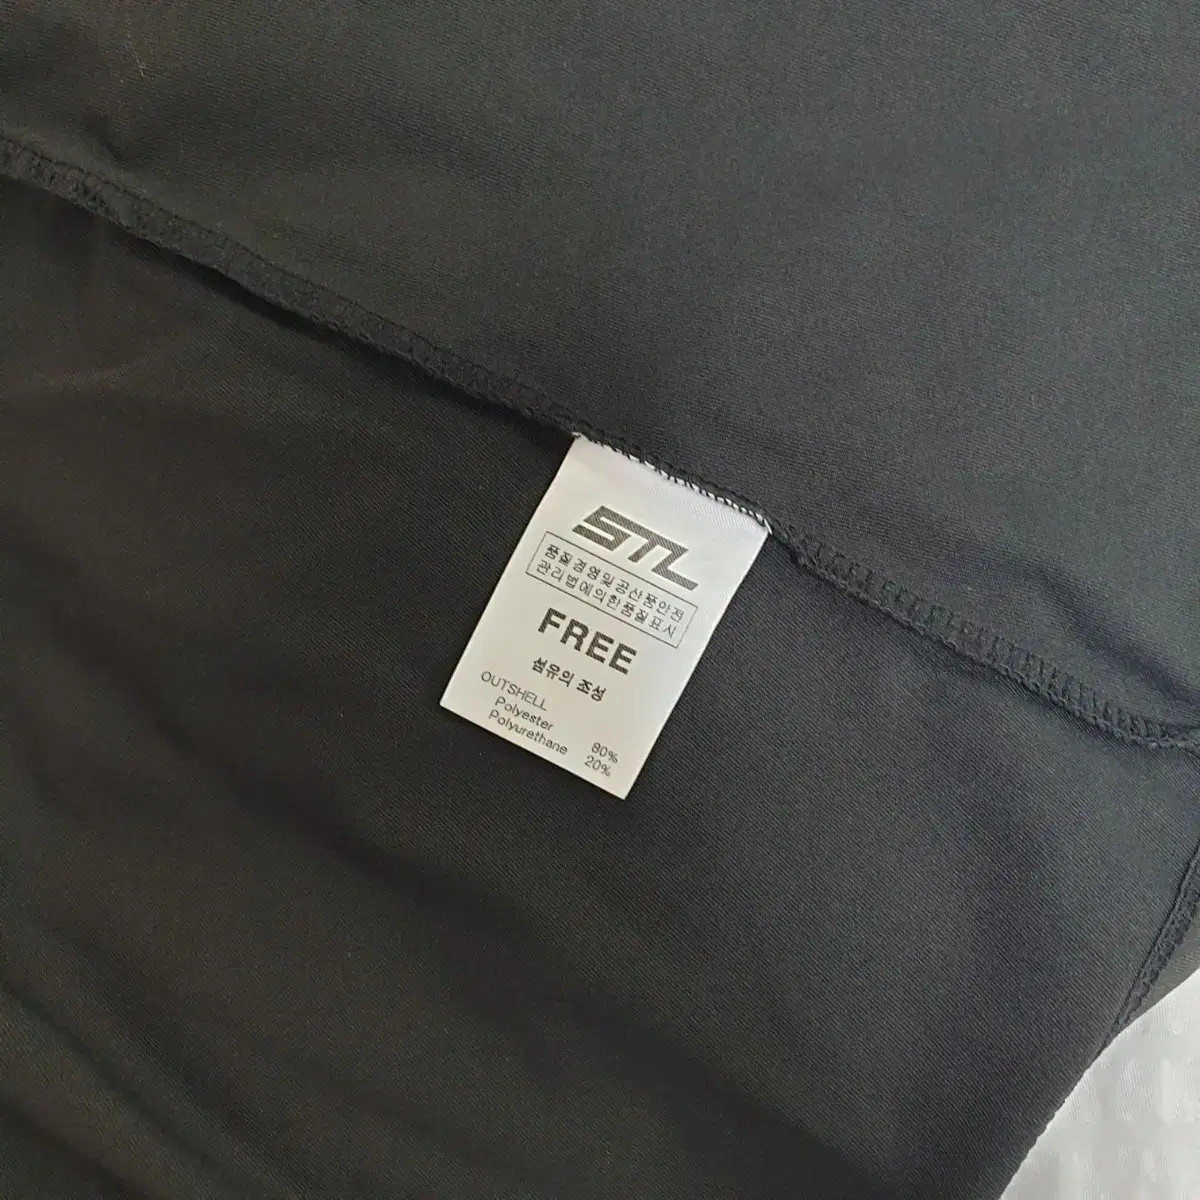 STL
품질경영및공산품안전
관리법에의한품질표시
FREE
섬유의 조성
OUTSHELL
Polyester 80%
Polyurethane 20%